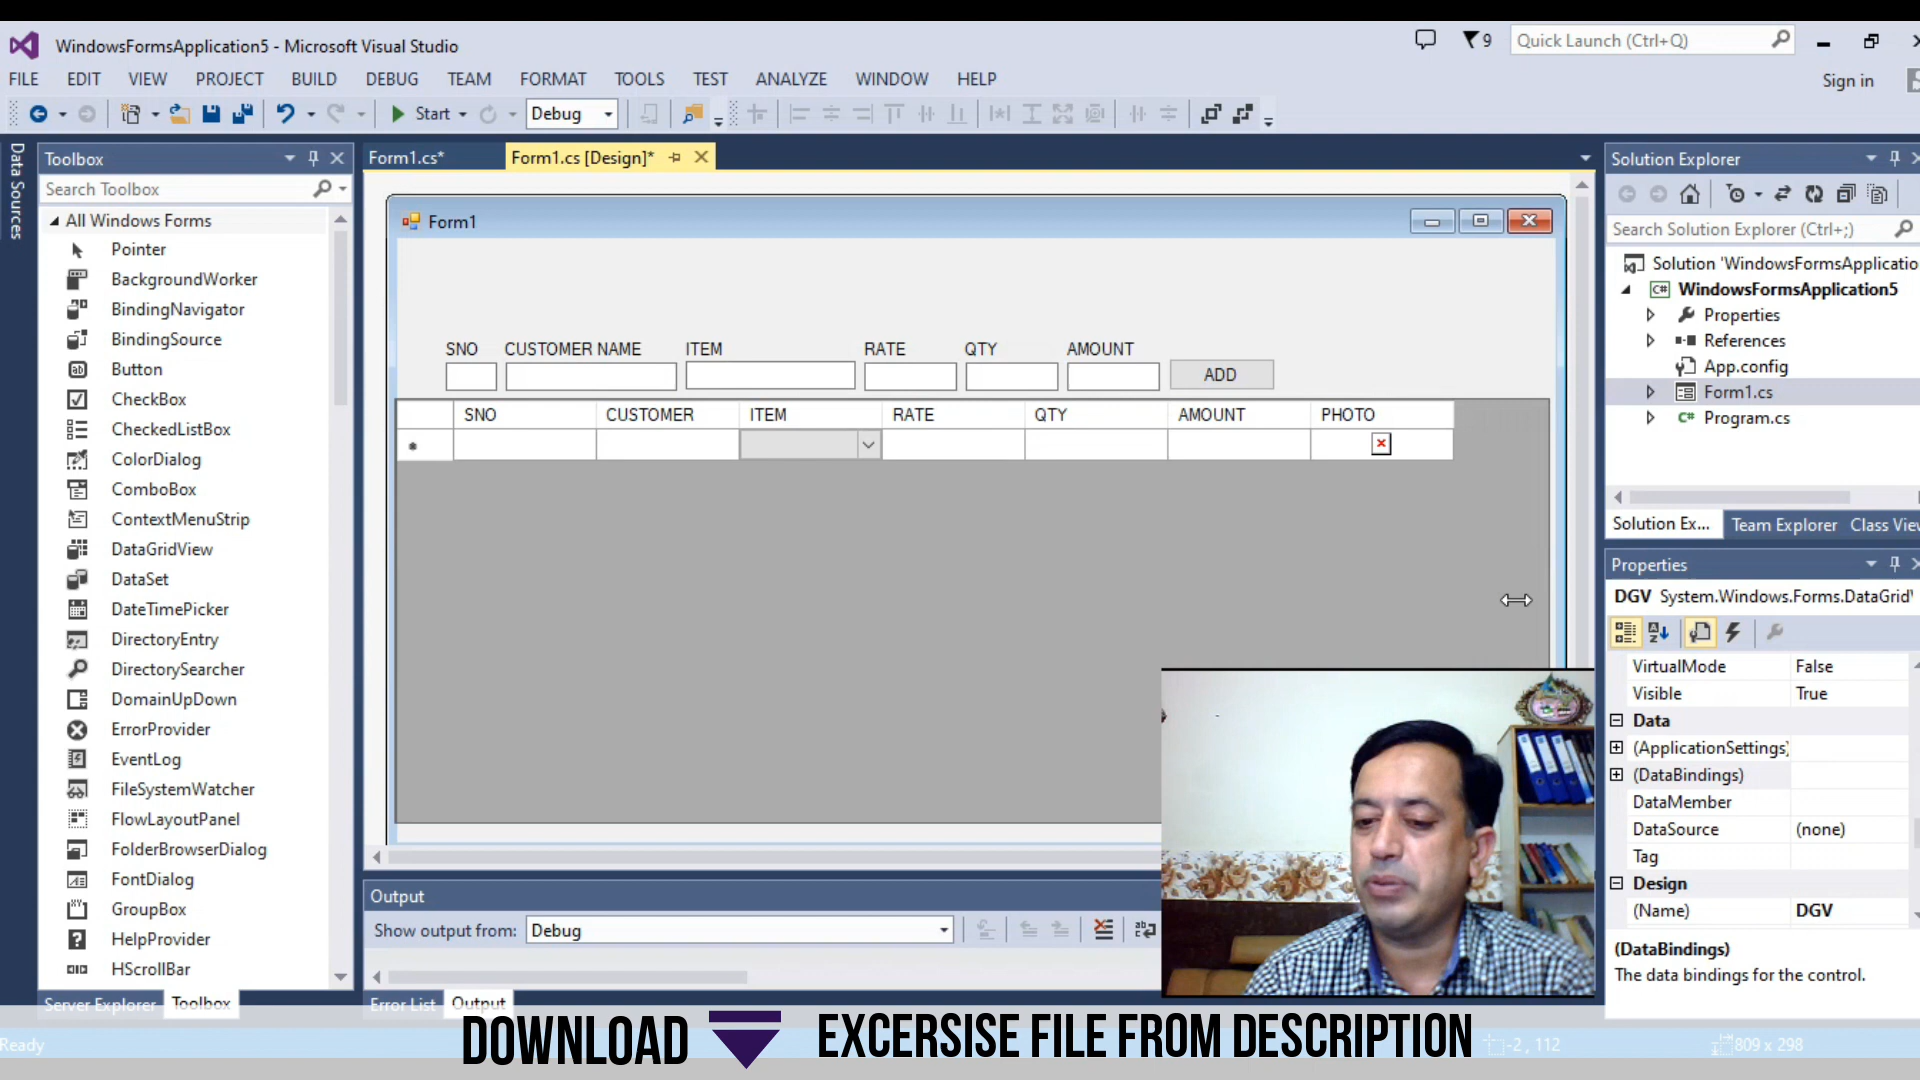 WindowsFormsApplication5 - Microsoft Visual Studio
9
Quick Launch (Ctrl+Q)
FILE EDIT VIEW PROJECT BUILD DEBUG TEAM FORMAT TOOLS TEST ANALYZE WINDOW HELP
Sign in
Start
Debug
Data Sources
Toolbox
Search Toolbox
All Windows Forms
Pointer
BackgroundWorker
BindingNavigator
BindingSource
Button
CheckBox
CheckedListBox
ColorDialog
ComboBox
ContextMenuStrip
DataGridView
DataSet
DateTimePicker
DirectoryEntry
DirectorySearcher
DomainUpDown
ErrorProvider
EventLog
FileSystemWatcher
FlowLayoutPanel
FolderBrowserDialog
FontDialog
GroupBox
HelpProvider
HScrollBar
Server Explorer Toolbox
Form1.cs* Form1.cs [Design]*
Form1
SNO CUSTOMER NAME ITEM RATE QTY AMOUNT
ADD
SNO CUSTOMER ITEM RATE QTY AMOUNT PHOTO
Output
Show output from: Debug
Error List Output
Solution Explorer
Search Solution Explorer (Ctrl+;)
Solution 'WindowsFormsApplicatio
WindowsFormsApplication5
Properties
References
App.config
Form1.cs
Program.cs
Solution Ex... Team Explorer Class View
Properties
DGV System.Windows.Forms.DataGrid
VirtualMode False
Visible True
Data
(ApplicationSettings)
(DataBindings)
DataMember
DataSource (none)
Tag
Design
(Name) DGV
(DataBindings)
The data bindings for the control.
DOWNLOAD EXCERSISE FILE FROM DESCRIPTION
Ready
-2 , 112
809 x 298